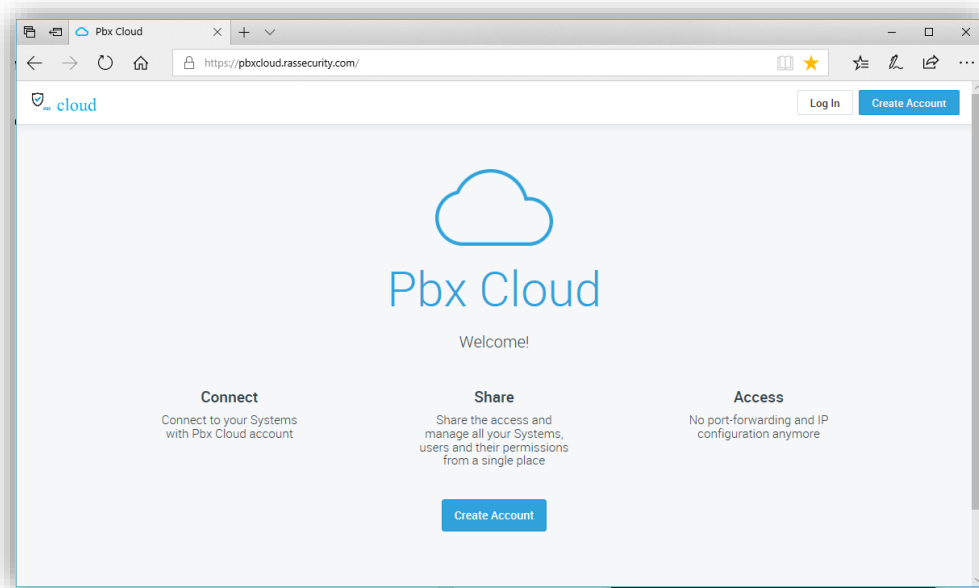 Pbx Cloud
https://pbxcloud.rassecurity.com/
cloud
Log In
Create Account
Pbx Cloud
Welcome!
Connect
Connect to your Systems
with Pbx Cloud account
Share
Share the access and
manage all your Systems,
users and their permissions
from a single place
Access
No port-forwarding and IP
configuration anymore
Create Account